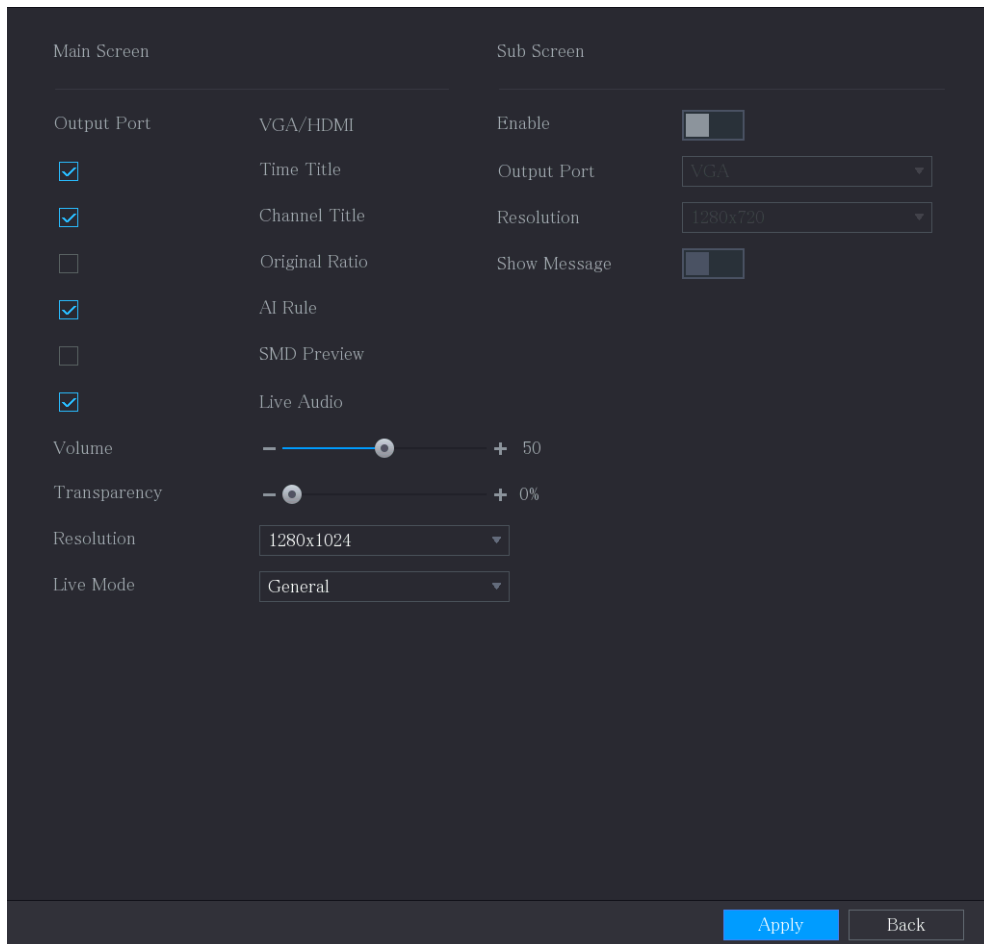 Main Screen
Sub Screen
Output Port
VGA/HDMI
Enable
Time Title
Output Port
VGA
Channel Title
Resolution
1280x720
Original Ratio
Show Message
AI Rule
SMD Preview
Live Audio
Volume
50
Transparency
0%
Resolution
1280x1024
Live Mode
General
Apply
Back